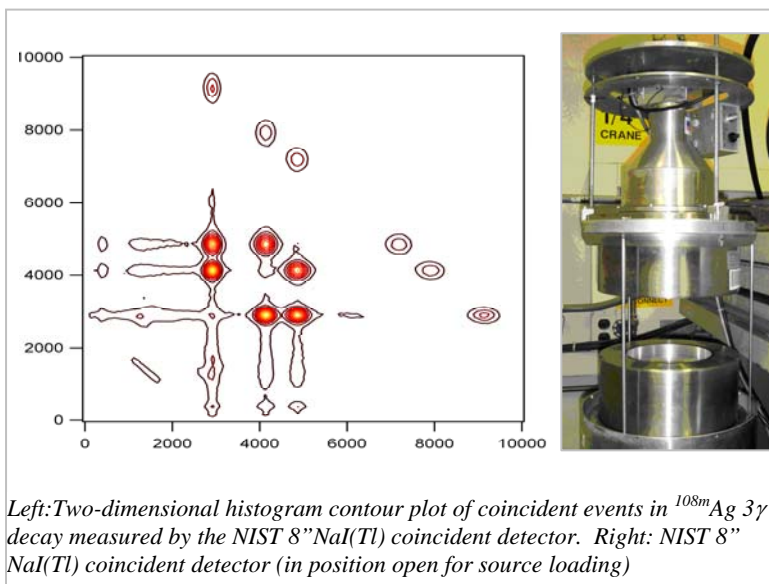 10000
8000
6000
4000
2000
0
0 2000 4000 6000 8000 10000
1/4
CRANE
CONNECT
Left:Two-dimensional histogram contour plot of coincident events in ¹⁰⁸ᵐAg 3γ
decay measured by the NIST 8”NaI(Tl) coincident detector. Right: NIST 8”
NaI(Tl) coincident detector (in position open for source loading)